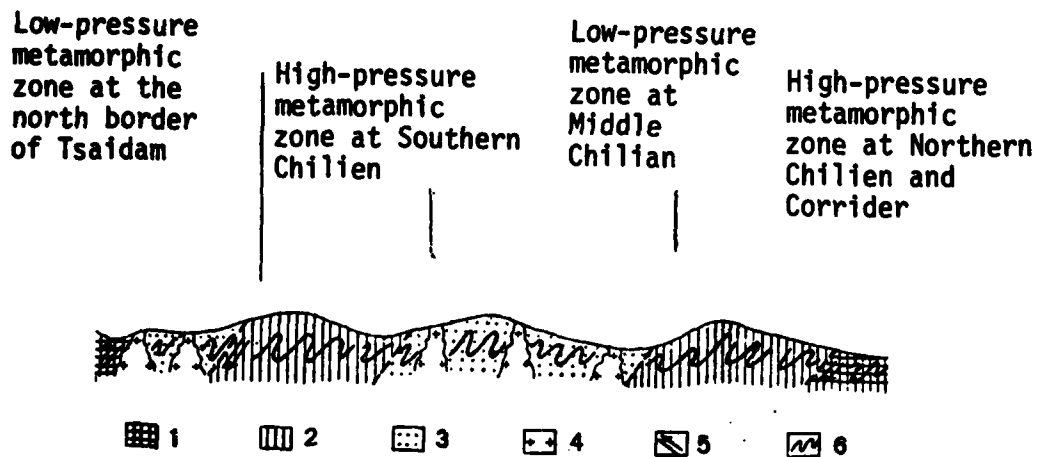 Low-pressure
metamorphic
zone at the
north border
of Tsaidam
High-pressure
metamorphic
zone at Southern
Chilien
Low-pressure
metamorphic
zone at
Middle
Chilian
High-pressure
metamorphic
zone at Northern
Chilien and
Corrider
1 2 3 4 5 6